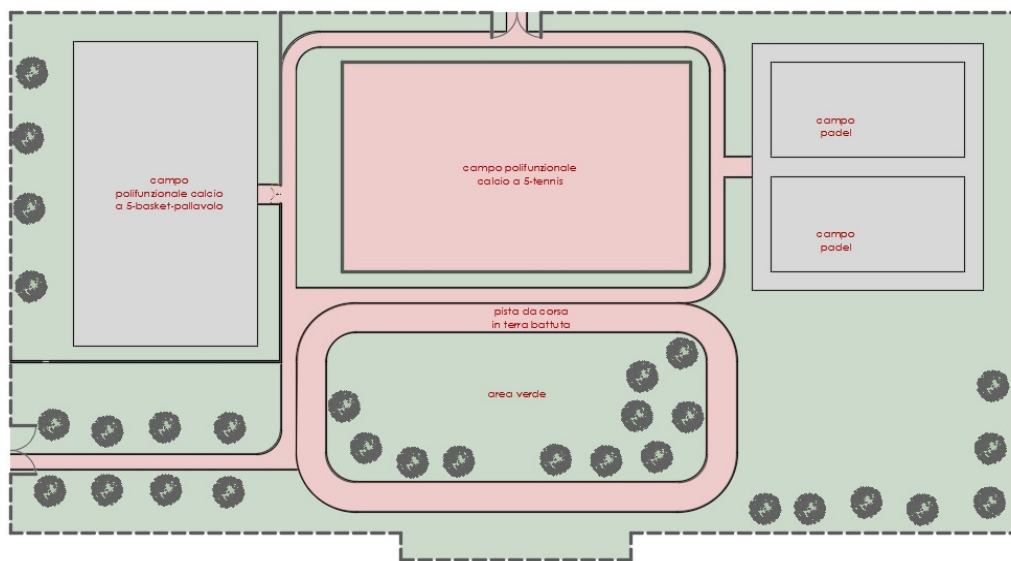 campo
polifunzionale calcio
a 5-basket-pallavolo
campo polifunzionale
calcio a 5-tennis
campo
padel
campo
padel
pista da corsa
in terra battuta
area verde